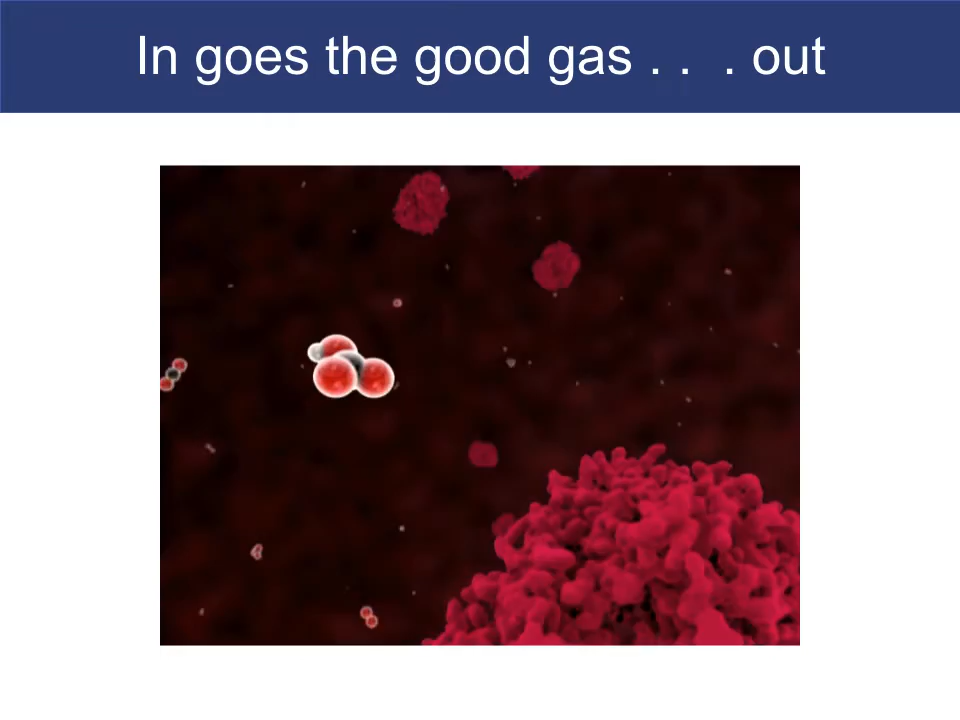 In goes the good gas . .  . out